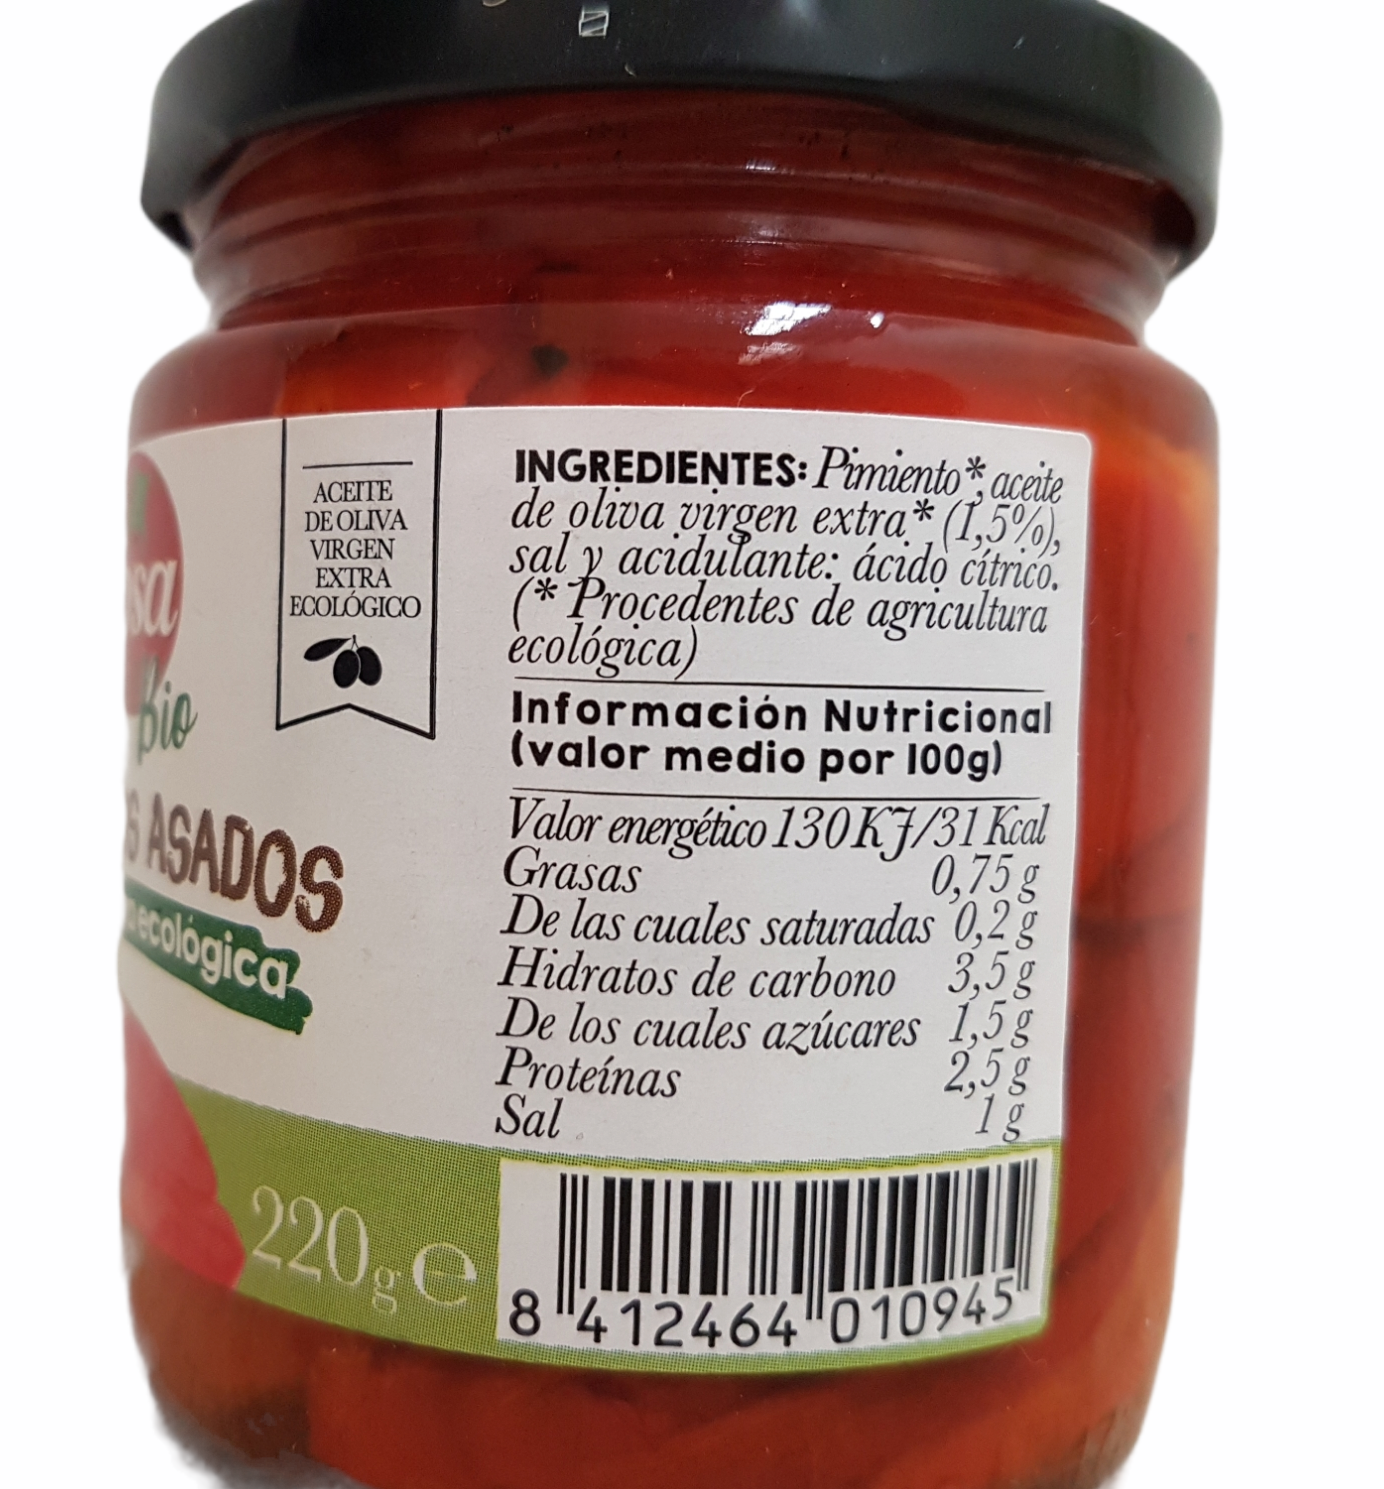 ACEITE
DE OLIVA
VIRGEN
EXTRA
ECOLÓGICO
Bio
ASADOS
ecológica
220g e
INGREDIENTES: Pimiento*, aceite
de oliva virgen extra* (1,5%),
sal y acidulante: ácido cítrico.
(* Procedentes de agricultura
ecológica)
Información Nutricional
(valor medio por 100g)
Valor energético 130KJ/31 Kcal
Grasas 0,75 g
De las cuales saturadas 0,2 g
Hidratos de carbono 3,5 g
De los cuales azúcares 1,5 g
Proteínas 2,5 g
Sal 1 g
8 412464 010945